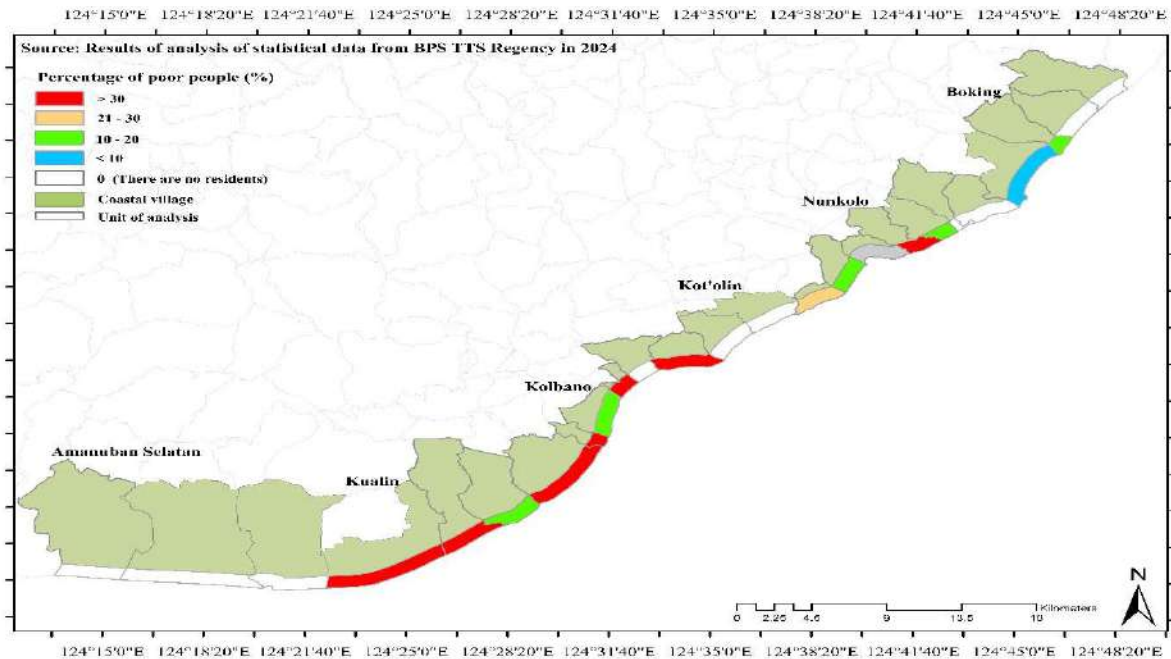 124°15'0"E 124°18'20"E 124°21'40"E 124°25'0"E 124°28'20"E 124°31'40"E 124°35'0"E 124°38'20"E 124°41'40"E 124°45'0"E 124°48'20"E
Source: Results of analysis of statistical data from BPS TTS Regency in 2024
Percentage of poor people (%)
> 30
21 - 30
10 - 20
< 10
0 (There are no residents)
Coastal village
Unit of analysis
Boking
Nunkolo
Kot'olin
Kolbano
Amanuban Selatan
Kualin
N
0 2.25 4.5 9 13.5 18
Kilometers
124°15'0"E 124°18'20"E 124°21'40"E 124°25'0"E 124°28'20"E 124°31'40"E 124°35'0"E 124°38'20"E 124°41'40"E 124°45'0"E 124°48'20"E